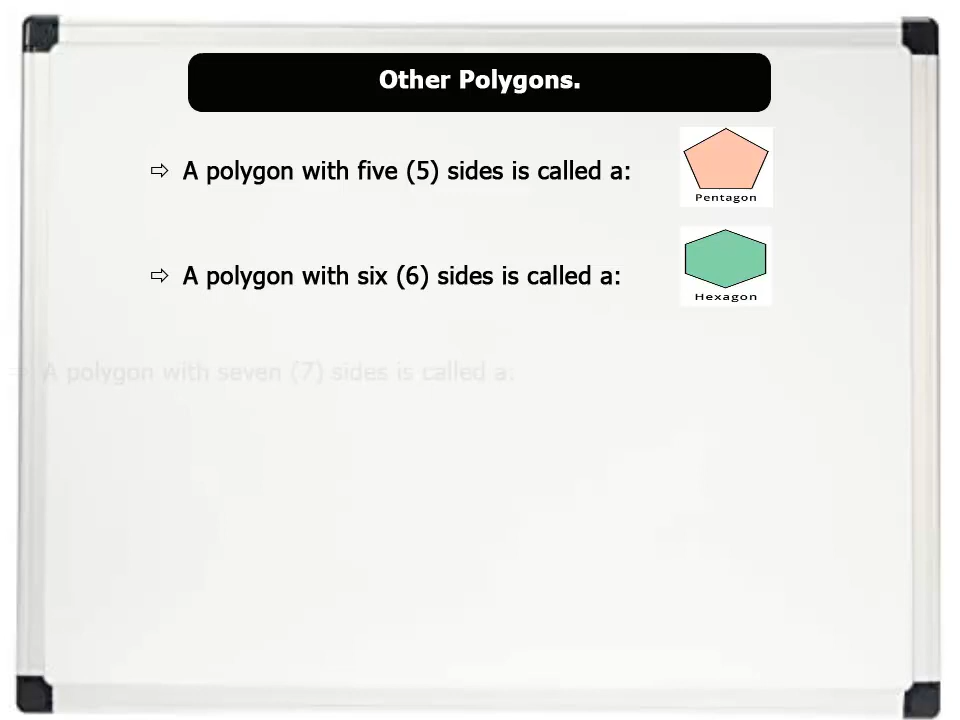 Other Polygons.
⇨ A polygon with five (5) sides is called a:
Pentagon
⇨ A polygon with six (6) sides is called a:
Hexagon
⇨ A polygon with seven (7) sides is called a: